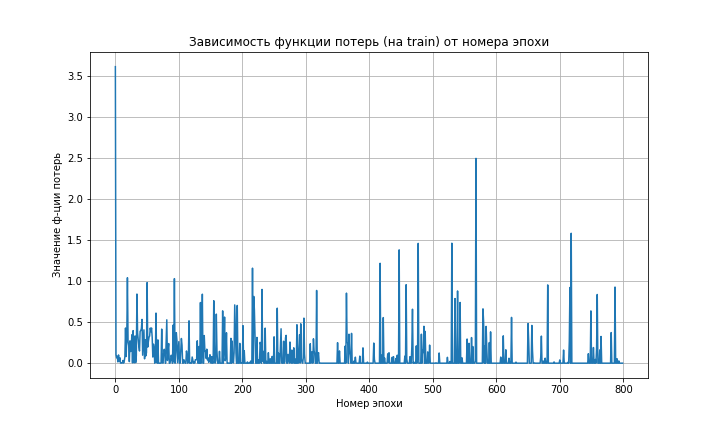 Зависимость функции потерь (на train) от номера эпохи
Значение ф-ции потерь
3.5
3.0
2.5
2.0
1.5
1.0
0.5
0.0
0 100 200 300 400 500 600 700 800
Номер эпохи